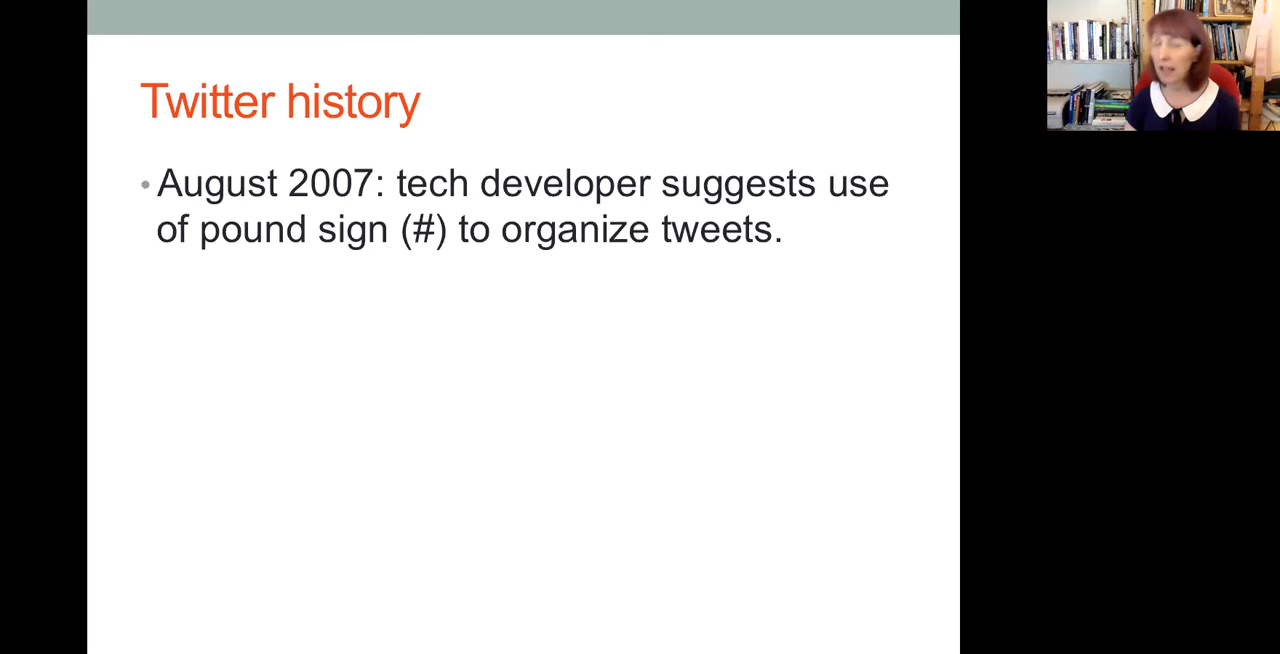 Twitter history
• August 2007: tech developer suggests use
of pound sign (#) to organize tweets.